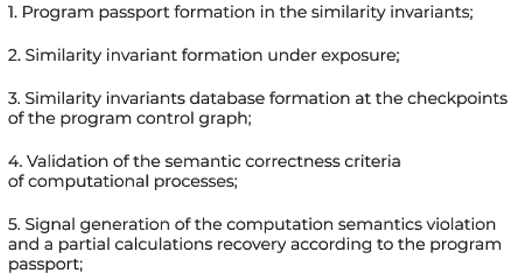 1. Program passport formation in the similarity invariants;
2. Similarity invariant formation under exposure;
3. Similarity invariants database formation at the checkpoints
of the program control graph;
4. Validation of the semantic correctness criteria
of computational processes;
5. Signal generation of the computation semantics violation
and a partial calculations recovery according to the program
passport;